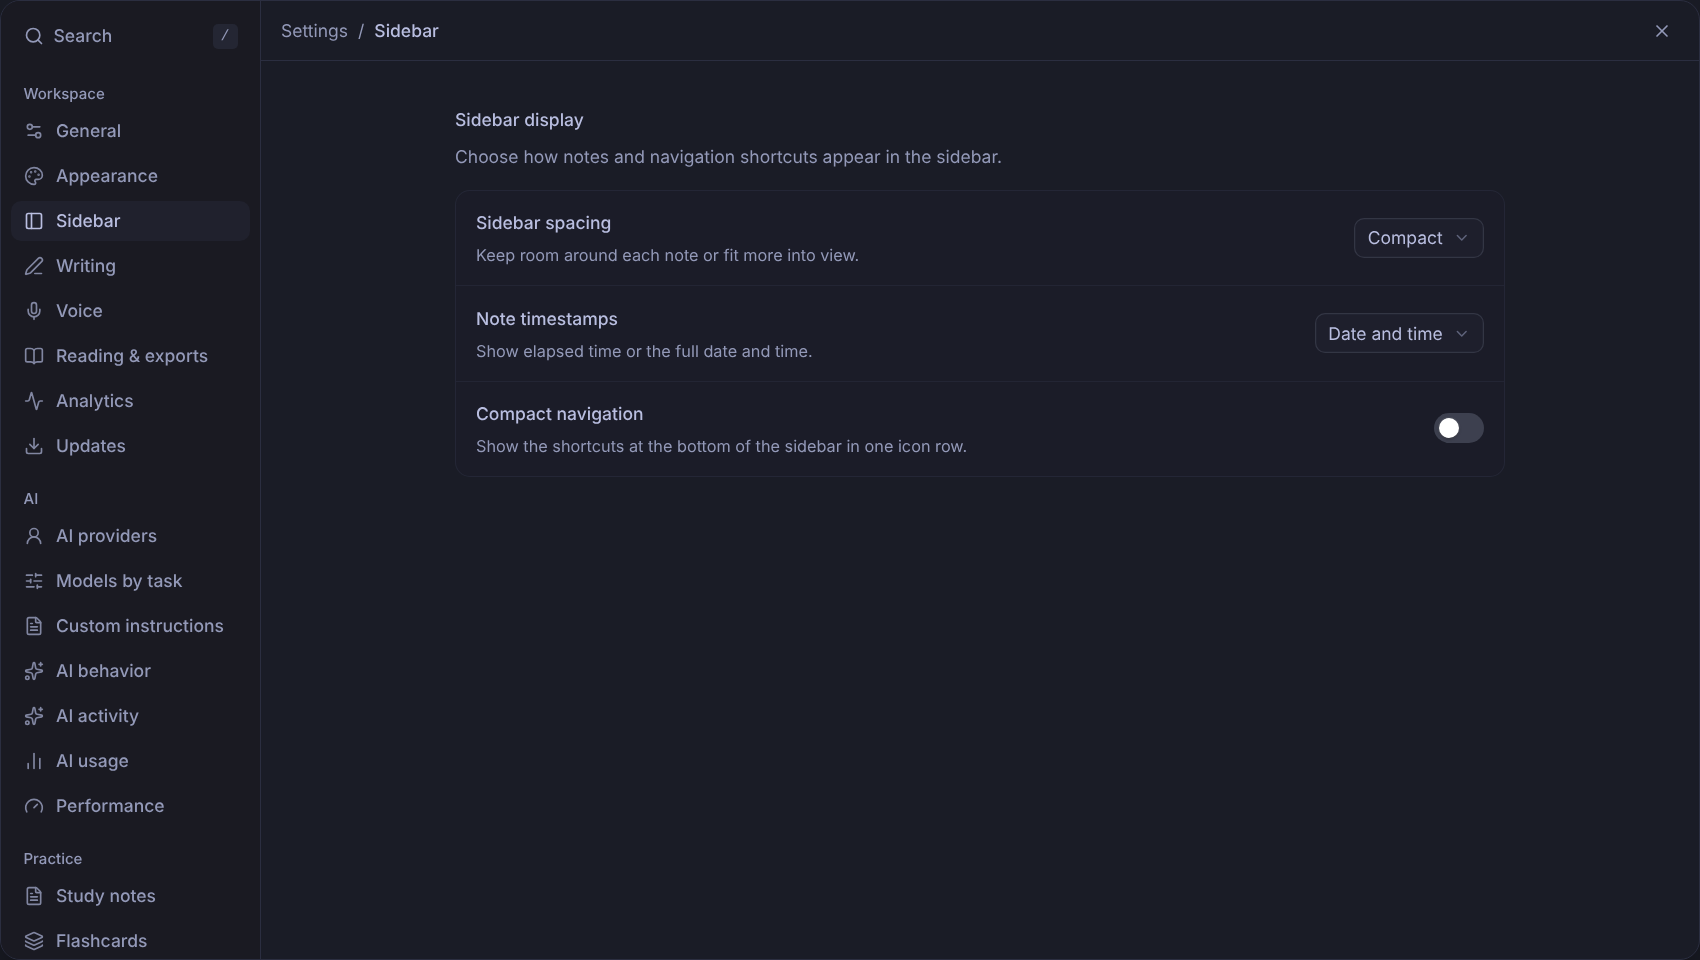 Search /
Settings / Sidebar
Workspace
General
Appearance
Sidebar
Writing
Voice
Reading & exports
Analytics
Updates
AI
AI providers
Models by task
Custom instructions
AI behavior
AI activity
AI usage
Performance
Practice
Study notes
Flashcards
Sidebar display
Choose how notes and navigation shortcuts appear in the sidebar.
Sidebar spacing
Keep room around each note or fit more into view.
Compact
Note timestamps
Show elapsed time or the full date and time.
Date and time
Compact navigation
Show the shortcuts at the bottom of the sidebar in one icon row.